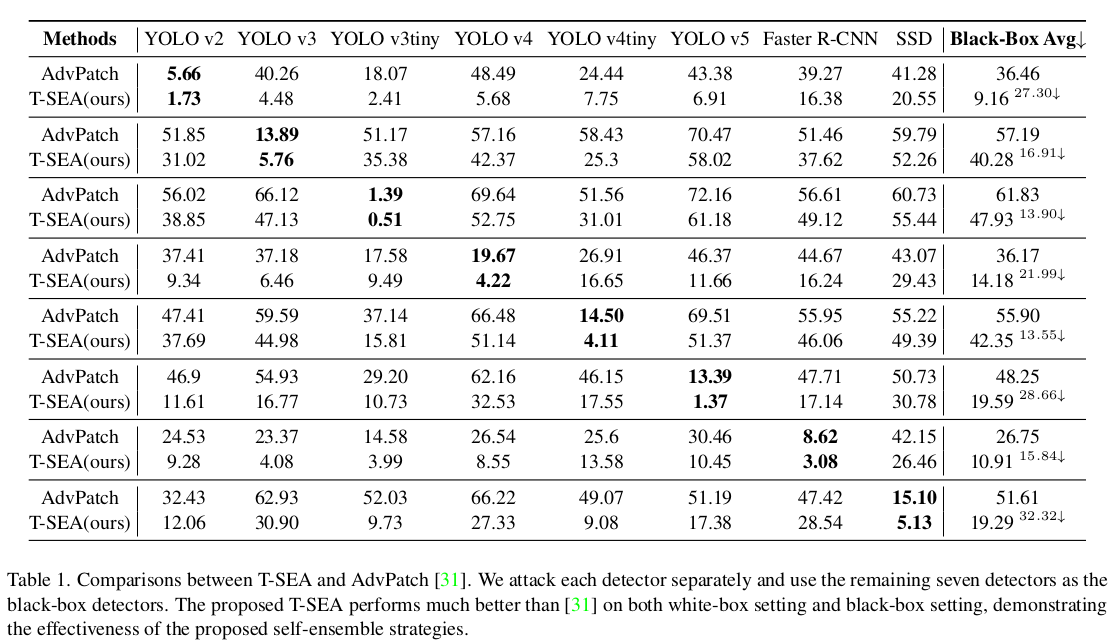 Methods YOLO v2 YOLO v3 YOLO v3tiny YOLO v4 YOLO v4tiny YOLO v5 Faster R-CNN SSD Black-Box Avg↓
AdvPatch 5.66 40.26 18.07 48.49 24.44 43.38 39.27 41.28 36.46
T-SEA(ours) 1.73 4.48 2.41 5.68 7.75 6.91 16.38 20.55 9.16 27.30↓
AdvPatch 51.85 13.89 51.17 57.16 58.43 70.47 51.46 59.79 57.19
T-SEA(ours) 31.02 5.76 35.38 42.37 25.3 58.02 37.62 52.26 40.28 16.91↓
AdvPatch 56.02 66.12 1.39 69.64 51.56 72.16 56.61 60.73 61.83
T-SEA(ours) 38.85 47.13 0.51 52.75 31.01 61.18 49.12 55.44 47.93 13.90↓
AdvPatch 37.41 37.18 17.58 19.67 26.91 46.37 44.67 43.07 36.17
T-SEA(ours) 9.34 6.46 9.49 4.22 16.65 11.66 16.24 29.43 14.18 21.99↓
AdvPatch 47.41 59.59 37.14 66.48 14.50 69.51 55.95 55.22 55.90
T-SEA(ours) 37.69 44.98 15.81 51.14 4.11 51.37 46.06 49.39 42.35 13.55↓
AdvPatch 46.9 54.93 29.20 62.16 46.15 13.39 47.71 50.73 48.25
T-SEA(ours) 11.61 16.77 10.73 32.53 17.55 1.37 17.14 30.78 19.59 28.66↓
AdvPatch 24.53 23.37 14.58 26.54 25.6 30.46 8.62 42.15 26.75
T-SEA(ours) 9.28 4.08 3.99 8.55 13.58 10.45 3.08 26.46 10.91 15.84↓
AdvPatch 32.43 62.93 52.03 66.22 49.07 51.19 47.42 15.10 51.61
T-SEA(ours) 12.06 30.90 9.73 27.33 9.08 17.38 28.54 5.13 19.29 32.32↓
Table 1. Comparisons between T-SEA and AdvPatch [31]. We attack each detector separately and use the remaining seven detectors as the
black-box detectors. The proposed T-SEA performs much better than [31] on both white-box setting and black-box setting, demonstrating
the effectiveness of the proposed self-ensemble strategies.